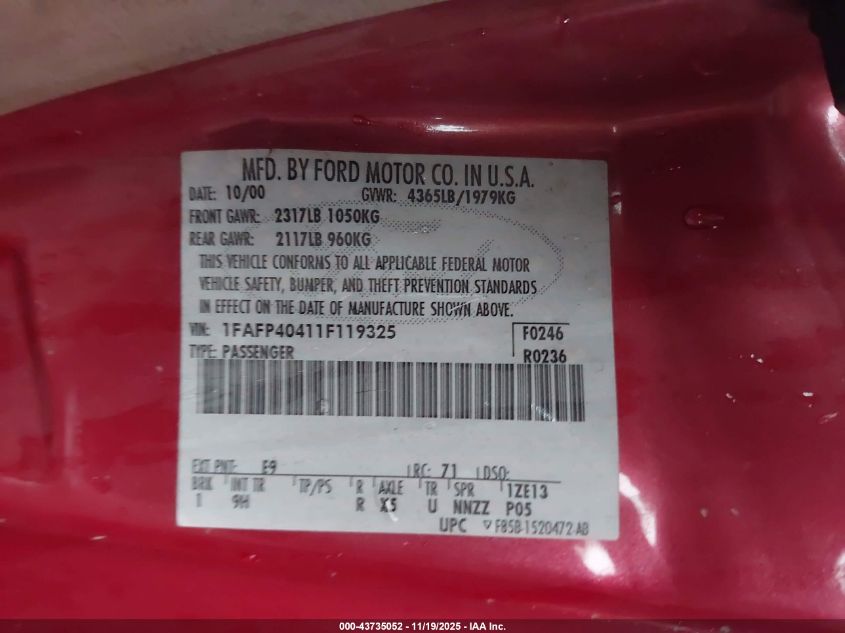 MFD. BY FORD MOTOR CO. IN U.S.A.
DATE: 10/00 GVWR: 4365LB/1979KG
FRONT GAWR: 2317LB 1050KG
REAR GAWR: 2117LB 960KG
THIS VEHICLE CONFORMS TO ALL APPLICABLE FEDERAL MOTOR
VEHICLE SAFETY, BUMPER, AND THEFT PREVENTION STANDARDS
IN EFFECT ON THE DATE OF MANUFACTURE SHOWN ABOVE.
VIN: 1FAFP40411F119325 F0246
TYPE: PASSENGER R0236
EXT PNT: E9 RC: 71 DSO:
BRK INT TR TP/PS R AXLE TR SPR 1ZE13
1 9H R X5 U NNZZ P05
UPC F85B-1520472-AB
000-43735052 - 11/19/2025 - IAA Inc.